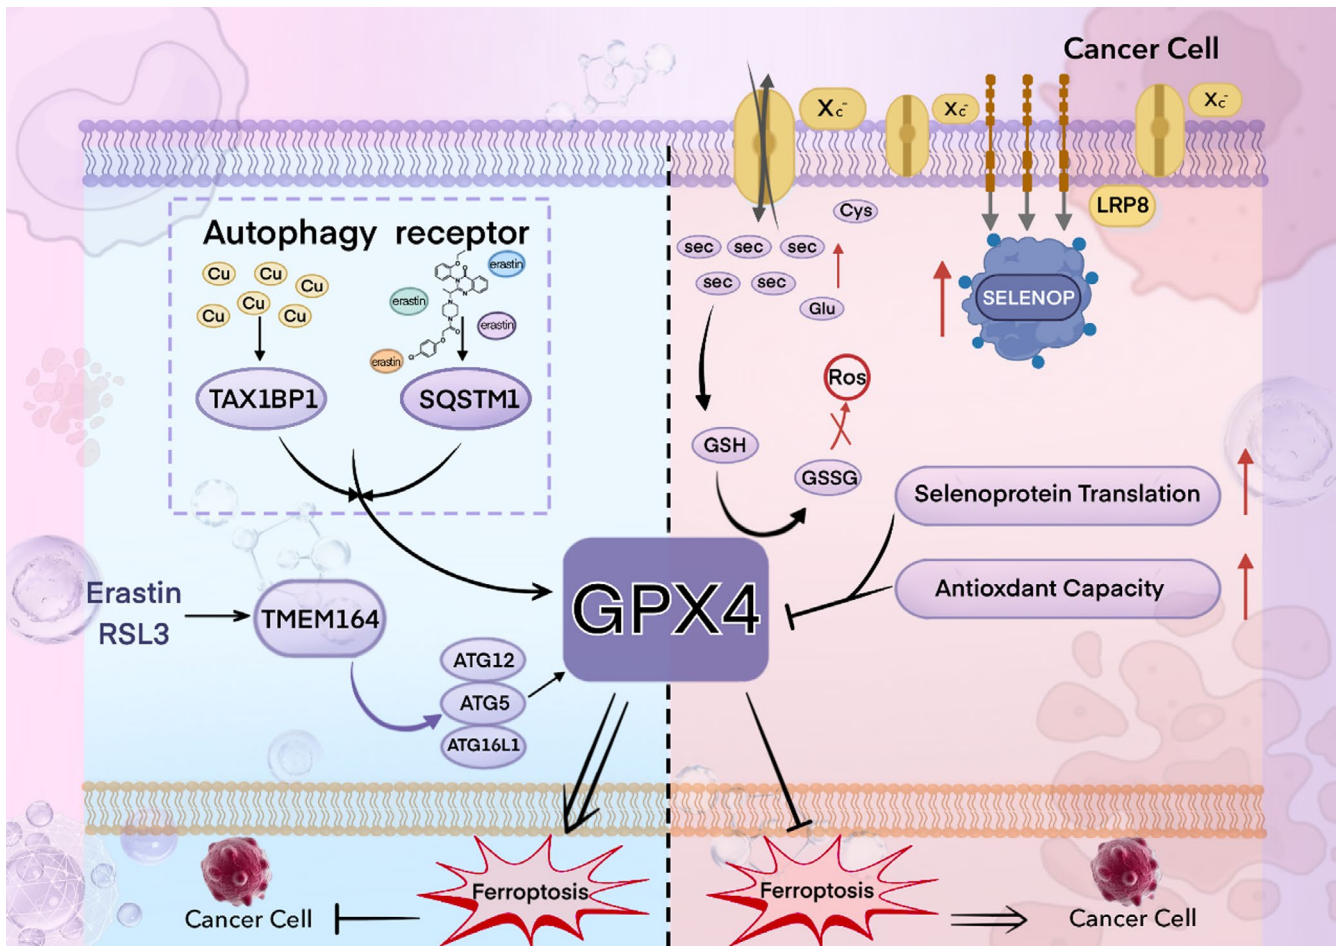 Cancer Cell
Xc-
Xc-
Xc-
LRP8
Autophagy receptor
Cu
Cu
Cu
Cu
Cu
Cu
erastin
erastin
erastin
erastin
O
O
N
N
N
N
O
O
Cl
TAX1BP1
SQSTM1
Cys
sec
sec
sec
sec
sec
Glu
SELENOP
Ros
GSH
GSSG
Selenoprotein Translation
Antioxdant Capacity
Erastin
RSL3
TMEM164
ATG12
ATG5
ATG16L1
GPX4
Ferroptosis
Cancer Cell
Ferroptosis
Cancer Cell